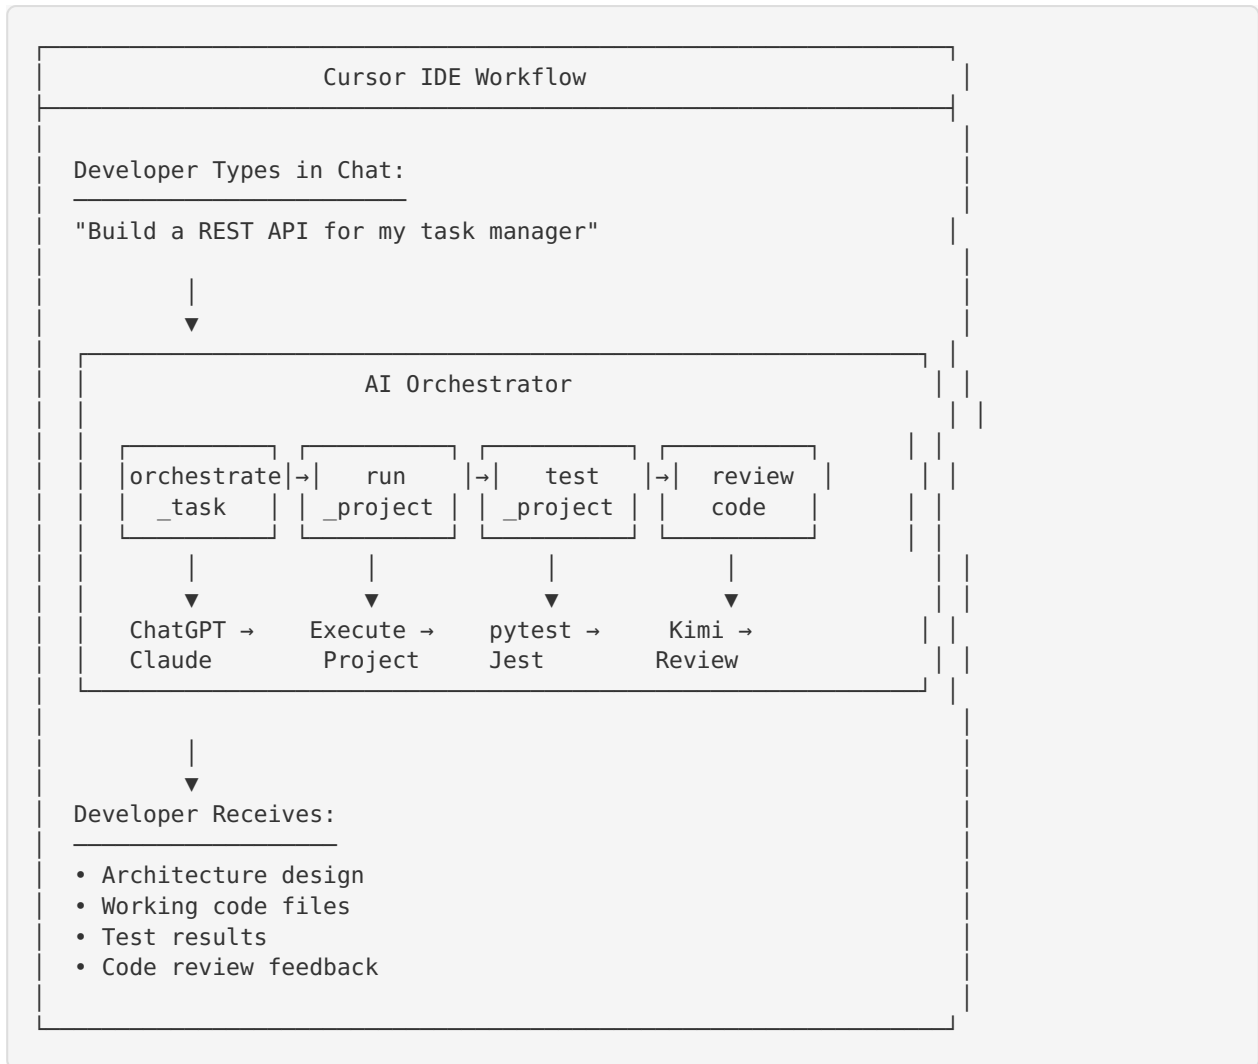 Cursor IDE Workflow
Developer Types in Chat:
"Build a REST API for my task manager"
AI Orchestrator
orchestrate → run → test → review
_task _project _project code
ChatGPT → Execute → pytest → Kimi →
Claude Project Jest Review
Developer Receives:
• Architecture design
• Working code files
• Test results
• Code review feedback